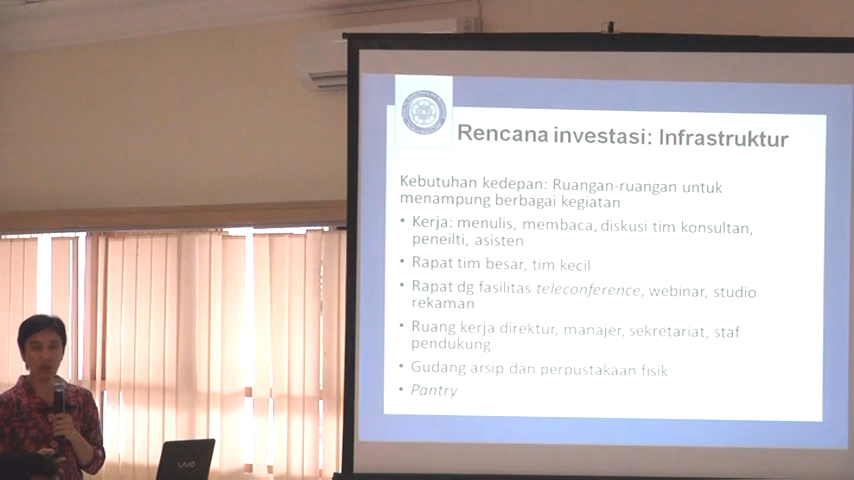 Rencana investasi: Infrastruktur
Kebutuhan kedepan: Ruangan-ruangan untuk
menampung berbagai kegiatan
• Kerja: menulis, membaca, diskusi tim konsultan,
peneilti, asisten
• Rapat tim besar, tim kecil
• Rapat dg fasilitas teleconference, webinar, studio
rekaman
• Ruang kerja direktur, manajer, sekretariat, staf
pendukung
• Gudang arsip dan perpustakaan fisik
• Pantry
VAIO